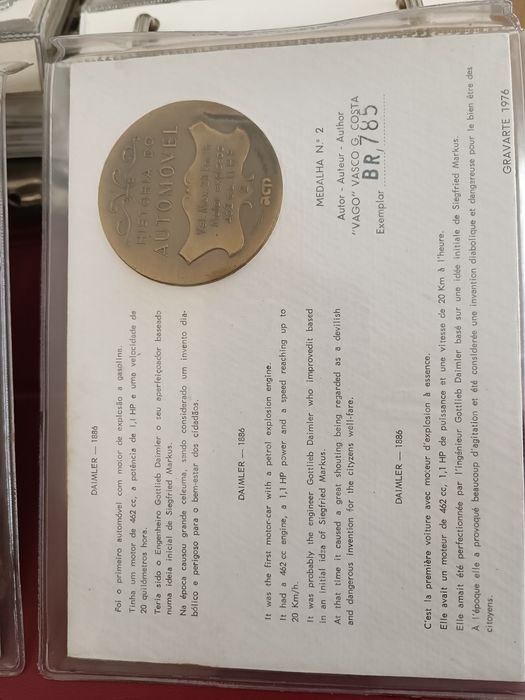 DAIMLER — 1886
Foi o primeiro automóvel com motor de explosão a gasolina.
Tinha um motor de 462 cc, a potência de 1,1 HP e uma velocidade de
20 quilómetros hora.
Teria sido o Engenheiro Gottlieb Daimler o seu aperfeiçoador baseado
numa ideia inicial de Siegfried Markus.
Na época causou grande celeuma, sendo considerado um invento dia-
bólico e perigoso para o bem-estar dos cidadãos.
DAIMLER — 1886
It was the first motor-car with a petrol explosion engine.
It had a 462 cc engine, a 1,1 HP power and a speed reaching up to
20 Km/h.
It was probably the engineer Gottlieb Daimler who improvedit based
in an initial idza of Siegfried Markus.
At that time it caused a great shouting being regarded as a devilish
and dangerous invention for the cityzens well-fare.
DAIMLER — 1886
C'est la première voiture avec moxeur d'explosion à essence.
Elle avait un moteur de 462 cc, 1,1 HP de puissance et une vitesse de 20 Km à l'heure.
Elle amait été perfectionnée par l'ingénieur Gottlieb Daimler basé sur une idée initiale de Siegfried Markus.
À l'époque elle a provoqué beaucoup d'agitation et été considerée une invention diabolique et dangereuse pour le bien être des
citoyens.
HISTORIA DO
AUTOMÓVEL
acm
MEDALHA N.º 2
Autor - Auteur - Author
"VAGO" VASCO G. COSTA
Exemplar BR, 785
GRAVARTE 1976